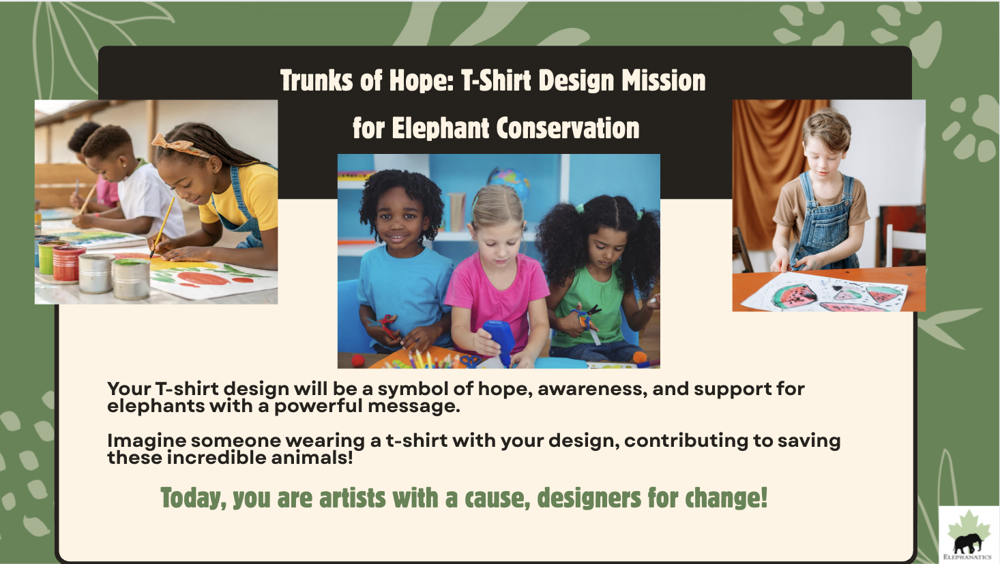 Trunks of Hope: T-Shirt Design Mission
for Elephant Conservation
Your T-shirt design will be a symbol of hope, awareness, and support for
elephants with a powerful message.
Imagine someone wearing a t-shirt with your design, contributing to saving
these incredible animals!
Today, you are artists with a cause, designers for change!
ELEPHANATICS